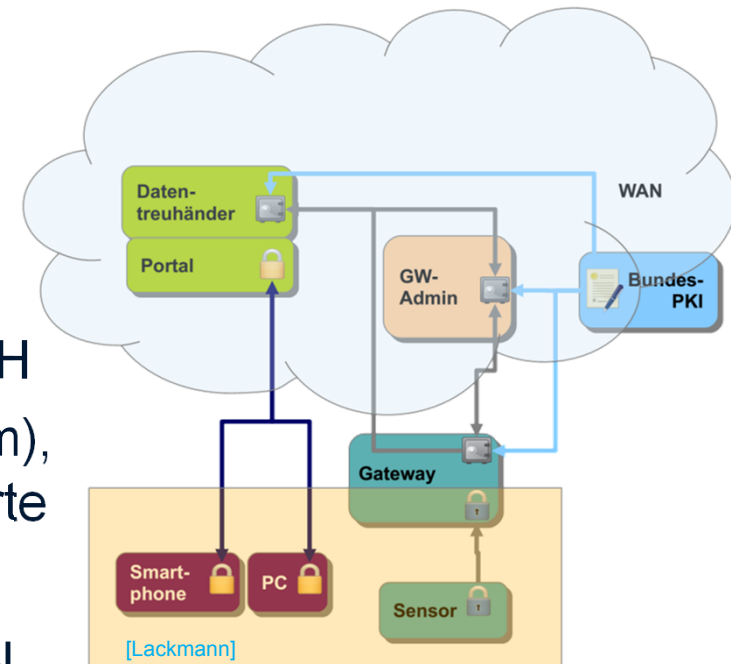 Daten-
treuhänder
Portal
WAN
GW-
Admin
Bundes-
PKI
H
m),
rte
Gateway
Smart-
phone
PC
Sensor
[Lackmann]